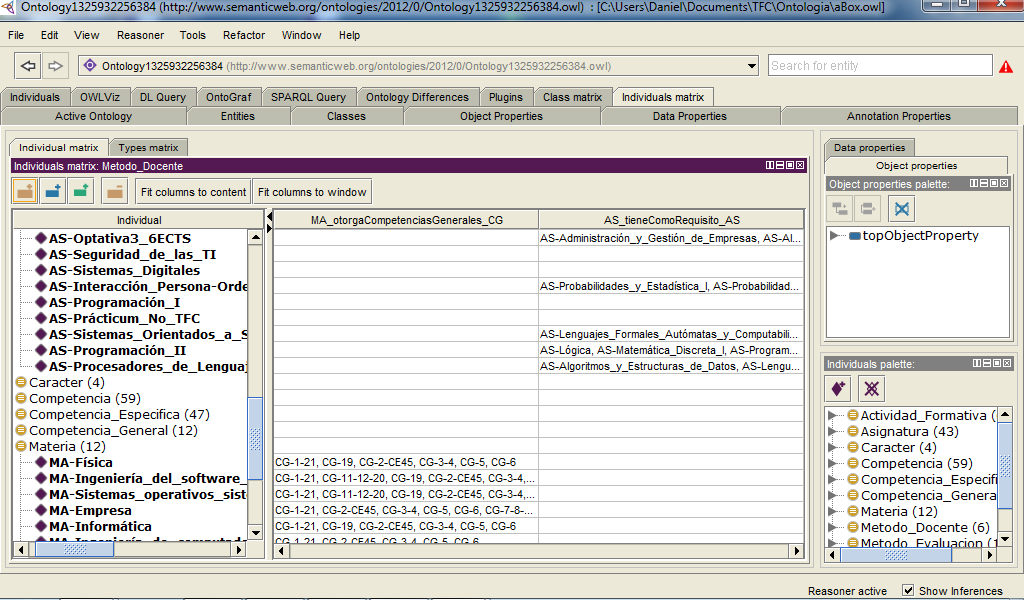 Ontology1325932256384 (http://www.semanticweb.org/ontologies/2012/0/Ontology1325932256384.owl) : [C:\Users\Daniel\Documents\TFC\Ontologia\aBox.owl]
File Edit View Reasoner Tools Refactor Window Help
Ontology1325932256384 (http://www.semanticweb.org/ontologies/2012/0/Ontology1325932256384.owl)
Search for entity
Individuals OWLViz DL Query OntoGraf SPARQL Query Ontology Differences Plugins Class matrix Individuals matrix
Active Ontology Entities Classes Object Properties Data Properties Annotation Properties
Individual matrix Types matrix
Individuals matrix: Metodo_Docente
Fit columns to content Fit columns to window
Individual MA_otorgaCompetenciasGenerales_CG AS_tieneComoRequisito_AS
AS-Optativa3_6ECTS AS-Administración_y_Gestión_de_Empresas, AS-Al...
AS-Seguridad_de_las_TI
AS-Sistemas_Digitales
AS-Interacción_Persona-Orde AS-Probabilidades_y_Estadística_I, AS-Probabilidad...
AS-Programación_I
AS-Prácticum_No_TFC
AS-Sistemas_Orientados_a_S AS-Lenguajes_Formales_Autómatas_y_Computabili...
AS-Programación_II AS-Lógica, AS-Matemática_Discreta_I, AS-Program...
AS-Procesadores_de_Lenguaj AS-Algoritmos_y_Estructuras_de_Datos, AS-Lengu...
Caracter (4)
Competencia (59)
Competencia_Especifica (47)
Competencia_General (12)
Materia (12)
MA-Física CG-1-21, CG-19, CG-2-CE45, CG-3-4, CG-5, CG-6
MA-Ingeniería_del_software_ CG-1-21, CG-11-12-20, CG-19, CG-2-CE45, CG-3-4,...
MA-Sistemas_operativos_sist CG-1-21, CG-11-12-20, CG-19, CG-2-CE45, CG-3-4,...
MA-Empresa CG-1-21, CG-2-CE45, CG-3-4, CG-5, CG-6, CG-7-8-...
MA-Informática CG-1-21, CG-19, CG-2-CE45, CG-3-4, CG-5, CG-6
MA-Ingeniería_de_computado CG-1-21, CG-2-CE45, CG-3-4, CG-5, CG-6
Data properties
Object properties
Object properties palette:
topObjectProperty
Individuals palette:
Actividad_Formativa (
Asignatura (43)
Caracter (4)
Competencia (59)
Competencia_Especifi
Competencia_Genera
Materia (12)
Metodo_Docente (6)
Metodo_Evaluacion (1
Reasoner active Show Inferences